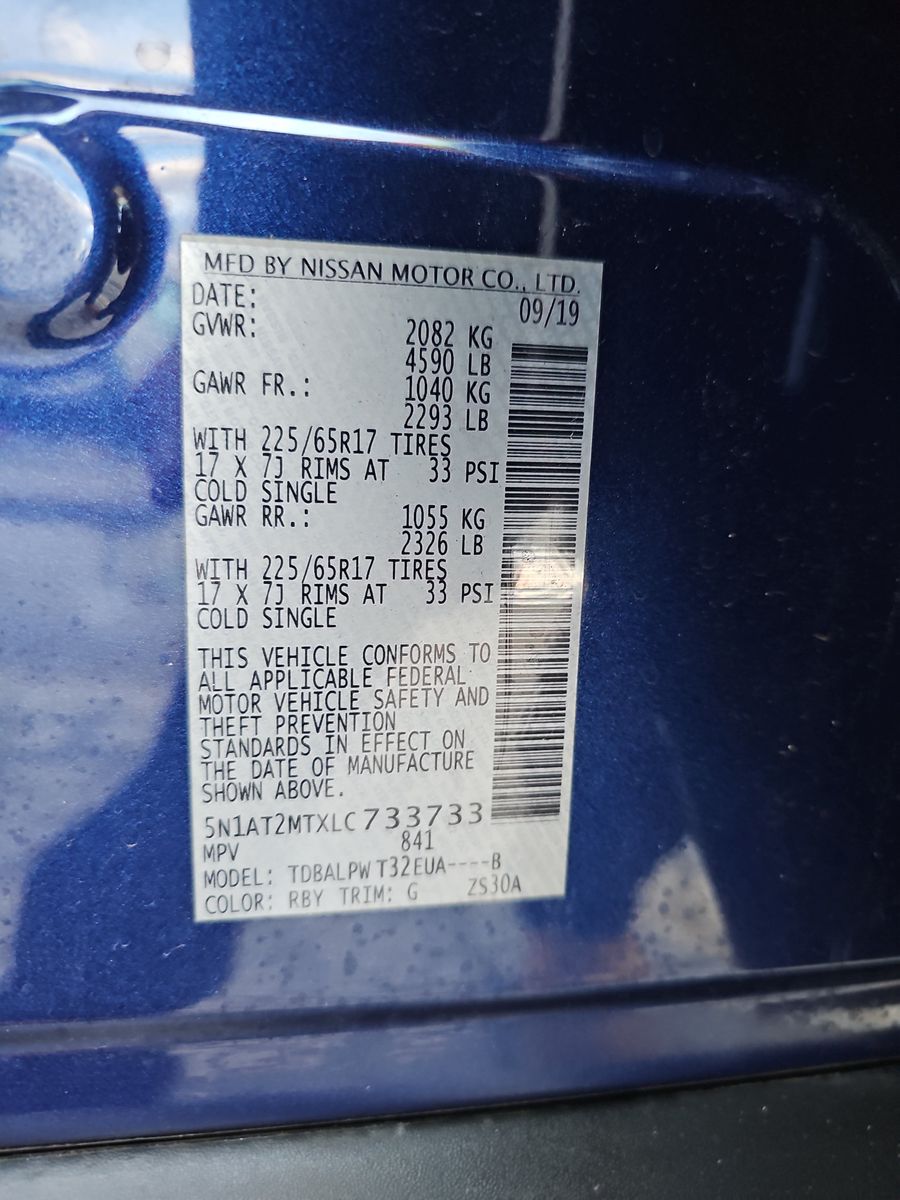 MFD BY NISSAN MOTOR CO., LTD.
DATE: 09/19
GVWR: 2082 KG
4590 LB
GAWR FR.: 1040 KG
2293 LB
WITH 225/65R17 TIRES
17 X 7J RIMS AT 33 PSI
COLD SINGLE
GAWR RR.: 1055 KG
2326 LB
WITH 225/65R17 TIRES
17 X 7J RIMS AT 33 PSI
COLD SINGLE
THIS VEHICLE CONFORMS TO
ALL APPLICABLE FEDERAL
MOTOR VEHICLE SAFETY AND
THEFT PREVENTION
STANDARDS IN EFFECT ON
THE DATE OF MANUFACTURE
SHOWN ABOVE.
5N1AT2MTXLC733733
MPV 841
MODEL: TDBALPWT32EUA----B
COLOR: RBY TRIM: G ZS30A